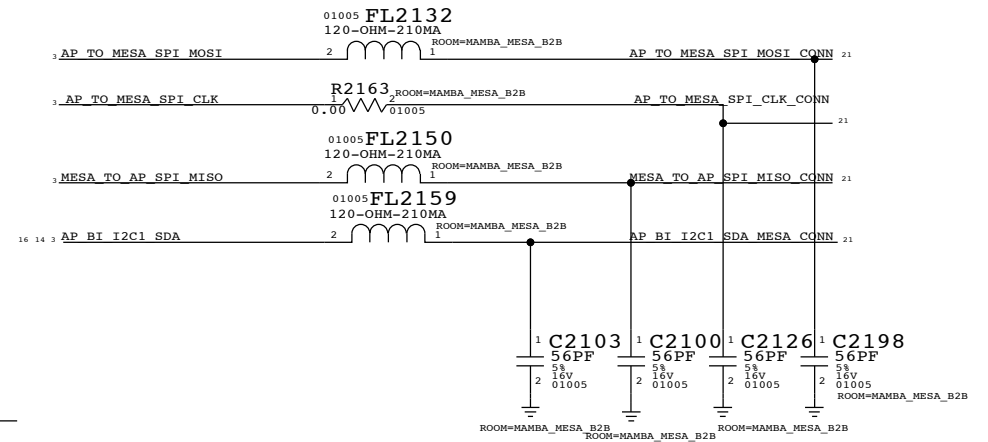 01005 FL2132
120-OHM-210MA
ROOM=MAMBA_MESA_B2B
3 AP_TO_MESA_SPI_MOSI 2 1 AP_TO_MESA_SPI_MOSI_CONN 21
R2163
ROOM=MAMBA_MESA_B2B
3 AP_TO_MESA_SPI_CLK 1 2 AP_TO_MESA_SPI_CLK_CONN
0.00 01005
21
01005 FL2150
120-OHM-210MA
ROOM=MAMBA_MESA_B2B
3 MESA_TO_AP_SPI_MISO 2 1 MESA_TO_AP_SPI_MISO_CONN 21
01005 FL2159
120-OHM-210MA
ROOM=MAMBA_MESA_B2B
16 14 3 AP_BI_I2C1_SDA 2 1 AP_BI_I2C1_SDA_MESA_CONN 21
1 C2103 1 C2100 1 C2126 1 C2198
56PF 56PF 56PF 56PF
5% 5% 5% 5%
16V 16V 16V 16V
2 01005 2 01005 2 01005 2 01005
ROOM=MAMBA_MESA_B2B
ROOM=MAMBA_MESA_B2B ROOM=MAMBA_MESA_B2B
ROOM=MAMBA_MESA_B2B